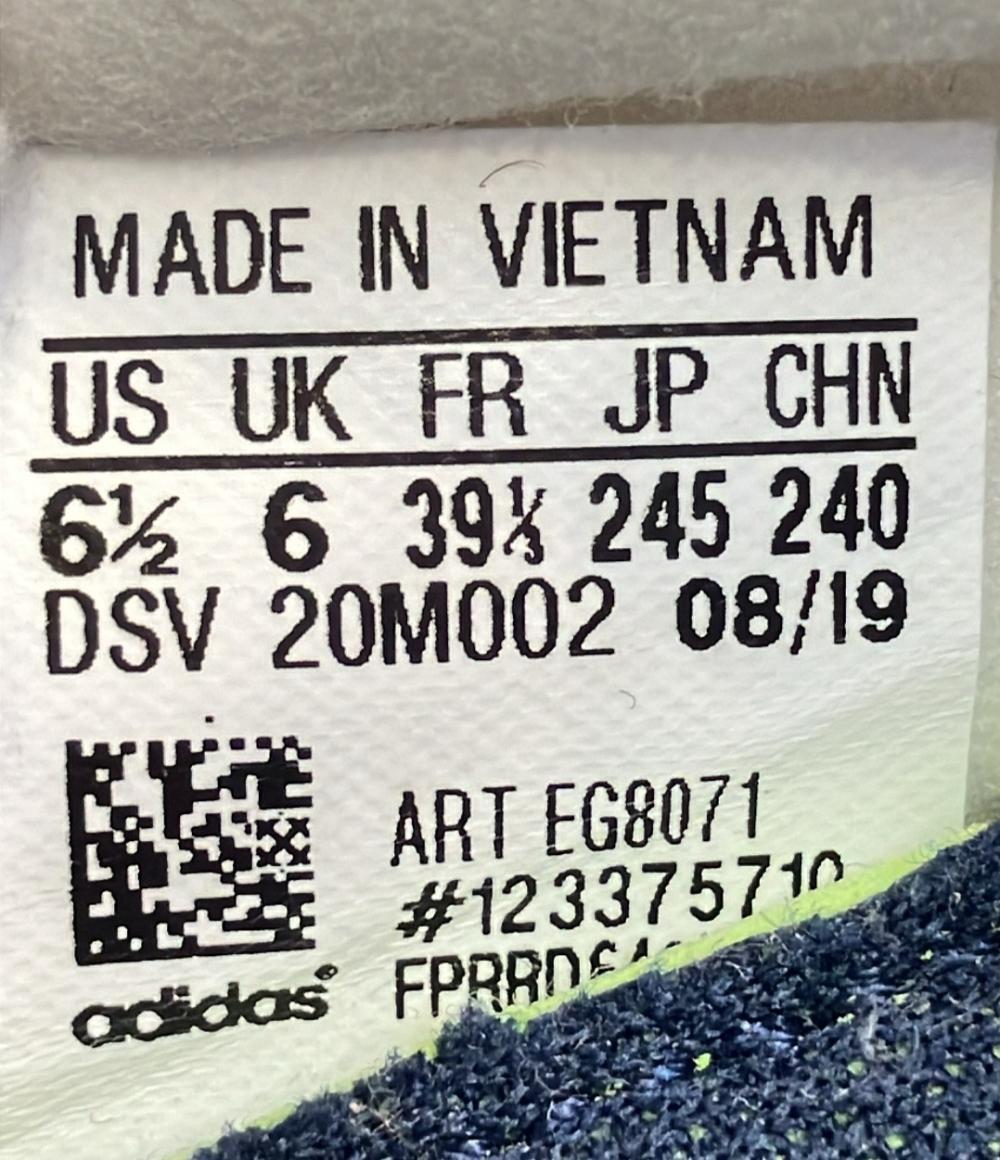 MADE IN VIETNAM
US UK FR JP CHN
6½ 6 39⅓ 245 240
DSV 20M002 08/19
ART EG8071
#123375710
adidas®